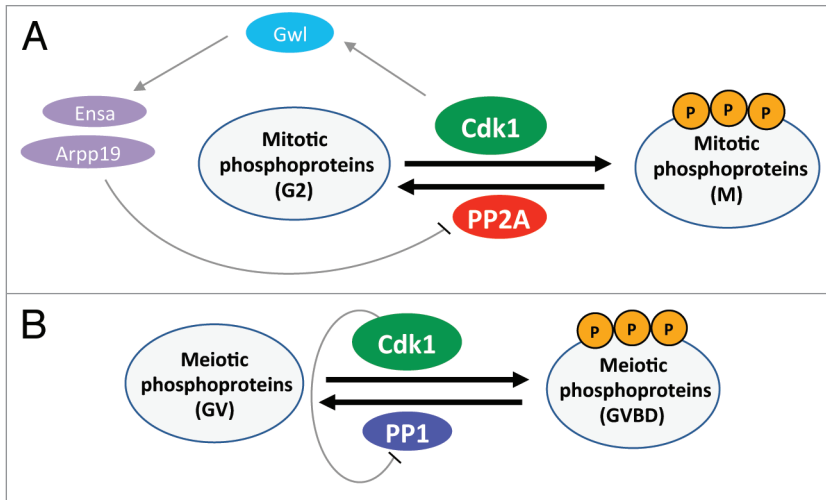 A
Gwl
Ensa
Arpp19
Mitotic
phosphoproteins
(G2)
Cdk1
PP2A
P P P
Mitotic
phosphoproteins
(M)
B
Meiotic
phosphoproteins
(GV)
Cdk1
PP1
P P P
Meiotic
phosphoproteins
(GVBD)